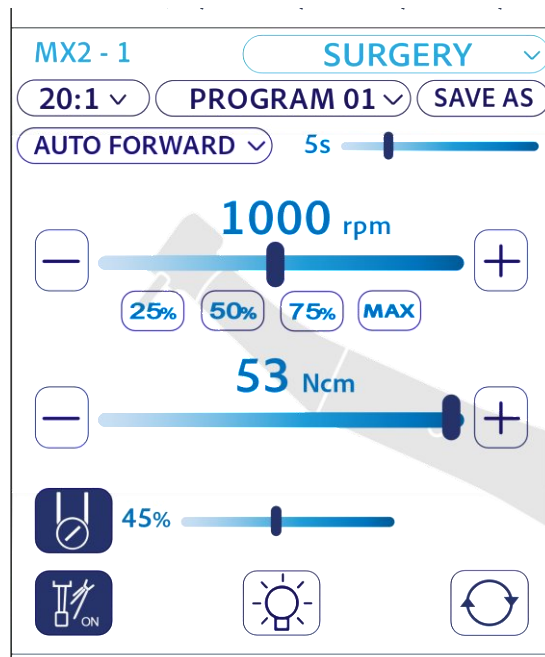 MX2 - 1 SURGERY
20:1 PROGRAM 01 SAVE AS
AUTO FORWARD 5s
1000 rpm
25% 50% 75% MAX
53 Ncm
45%
ON